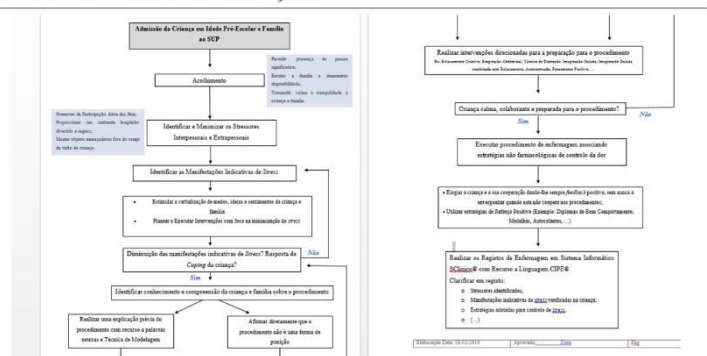 Admissão da Criança em Idade Pré-Escolar e Família
ao SUP
Acolhimento
Permitir presença de pessoa
significativa;
Escutar a família e demonstrar
disponibilidade;
Transmitir calma e tranquilidade à
criança e família.
Promover de Participação Ativa dos Pais;
Proporcionar um ambiente hospitalar
divertido e seguro;
Manter objetos ameaçadores fora do campo
de visão da criança.
Identificar e Minimizar os Stressores
Interpessoais e Extrapessoais
Identificar as Manifestações Indicativas de Stress
Estimular a verbalização de medos, ideias e sentimentos da criança e
família
Planear e Executar Intervenções com foco na minimização do stress
Diminuição das manifestações indicativas de Stress? Resposta de
Coping da criança?
Não
Sim
Identificar conhecimento e compreensão da criança e família sobre o procedimento
Realizar uma explicação prévia do
procedimento com recurso a palavras
neutras e Técnica de Modelagem
Afirmar diretamente que o
procedimento não é uma forma de
punição
Realizar intervenções direcionadas para a preparação para o procedimento
Criança calma, colaborante e preparada para o procedimento?
Sim
Não
Executar procedimento de enfermagem associando
estratégias não farmacológicas de controlo da dor
Elogiar a criança e a sua cooperação dando-lhe sempre feedback positivo, sem nunca a
envergonhar quando esta não coopera nos procedimentos;
Utilizar estratégias de Reforço Positivo (Exemplo: Diplomas de Bom Comportamento,
Medalhas, Autocolantes, …)
Realizar os Registos de Enfermagem em Sistema Informático
SClínico® com Recurso a Linguagem CIPE®
Clarificar em registo:
o Stressores identificados;
o Manifestações indicativas de stress verificadas na criança;
o Estratégias adotadas para controlo de stress;
o (…)